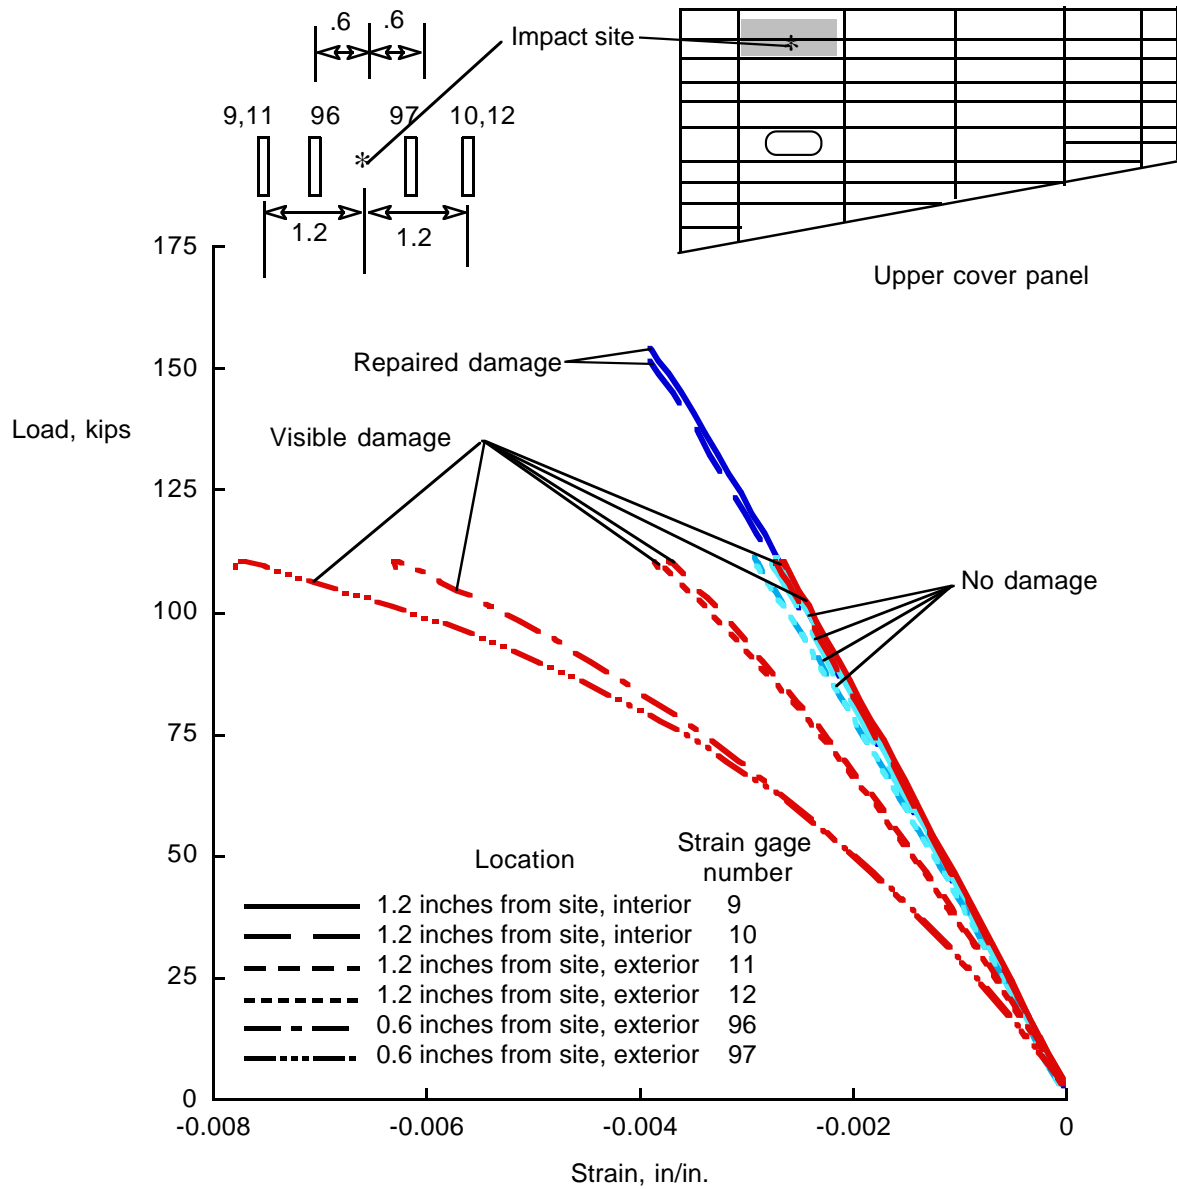 .6 .6
Impact site
9,11 96 97 10,12
*
*
1.2 1.2
Upper cover panel
175
150
125
100
75
50
25
0
Load, kips
Repaired damage
Visible damage
No damage
Location Strain gage number
1.2 inches from site, interior 9
1.2 inches from site, interior 10
1.2 inches from site, exterior 11
1.2 inches from site, exterior 12
0.6 inches from site, exterior 96
0.6 inches from site, exterior 97
-0.008 -0.006 -0.004 -0.002 0
Strain, in/in.